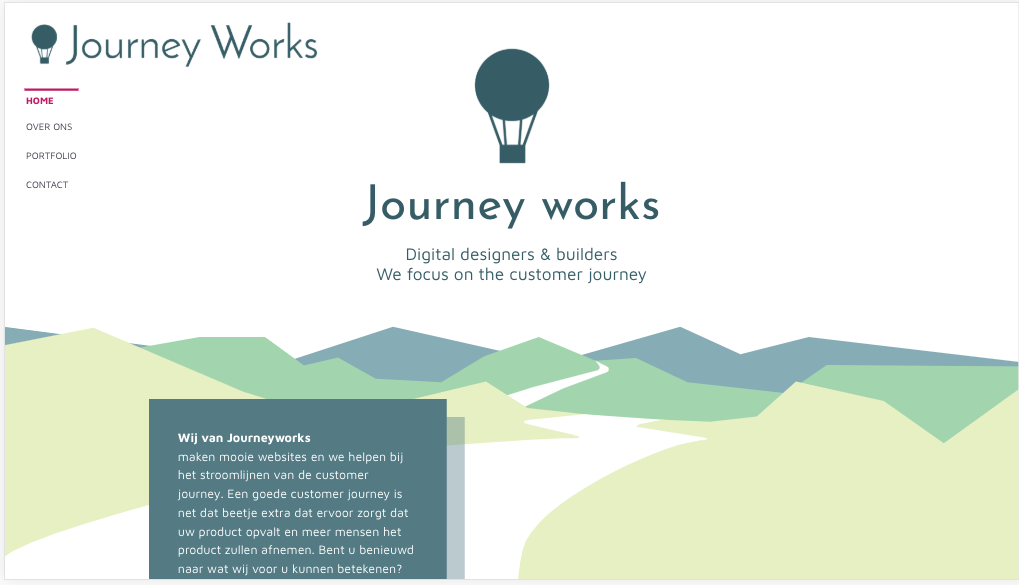 Journey Works
HOME
OVER ONS
PORTFOLIO
CONTACT
Journey works
Digital designers & builders
We focus on the customer journey
Wij van Journeyworks
maken mooie websites en we helpen bij
het stroomlijnen van de customer
journey. Een goede customer journey is
net dat beetje extra dat ervoor zorgt dat
uw product opvalt en meer mensen het
product zullen afnemen. Bent u benieuwd
naar wat wij voor u kunnen betekenen?